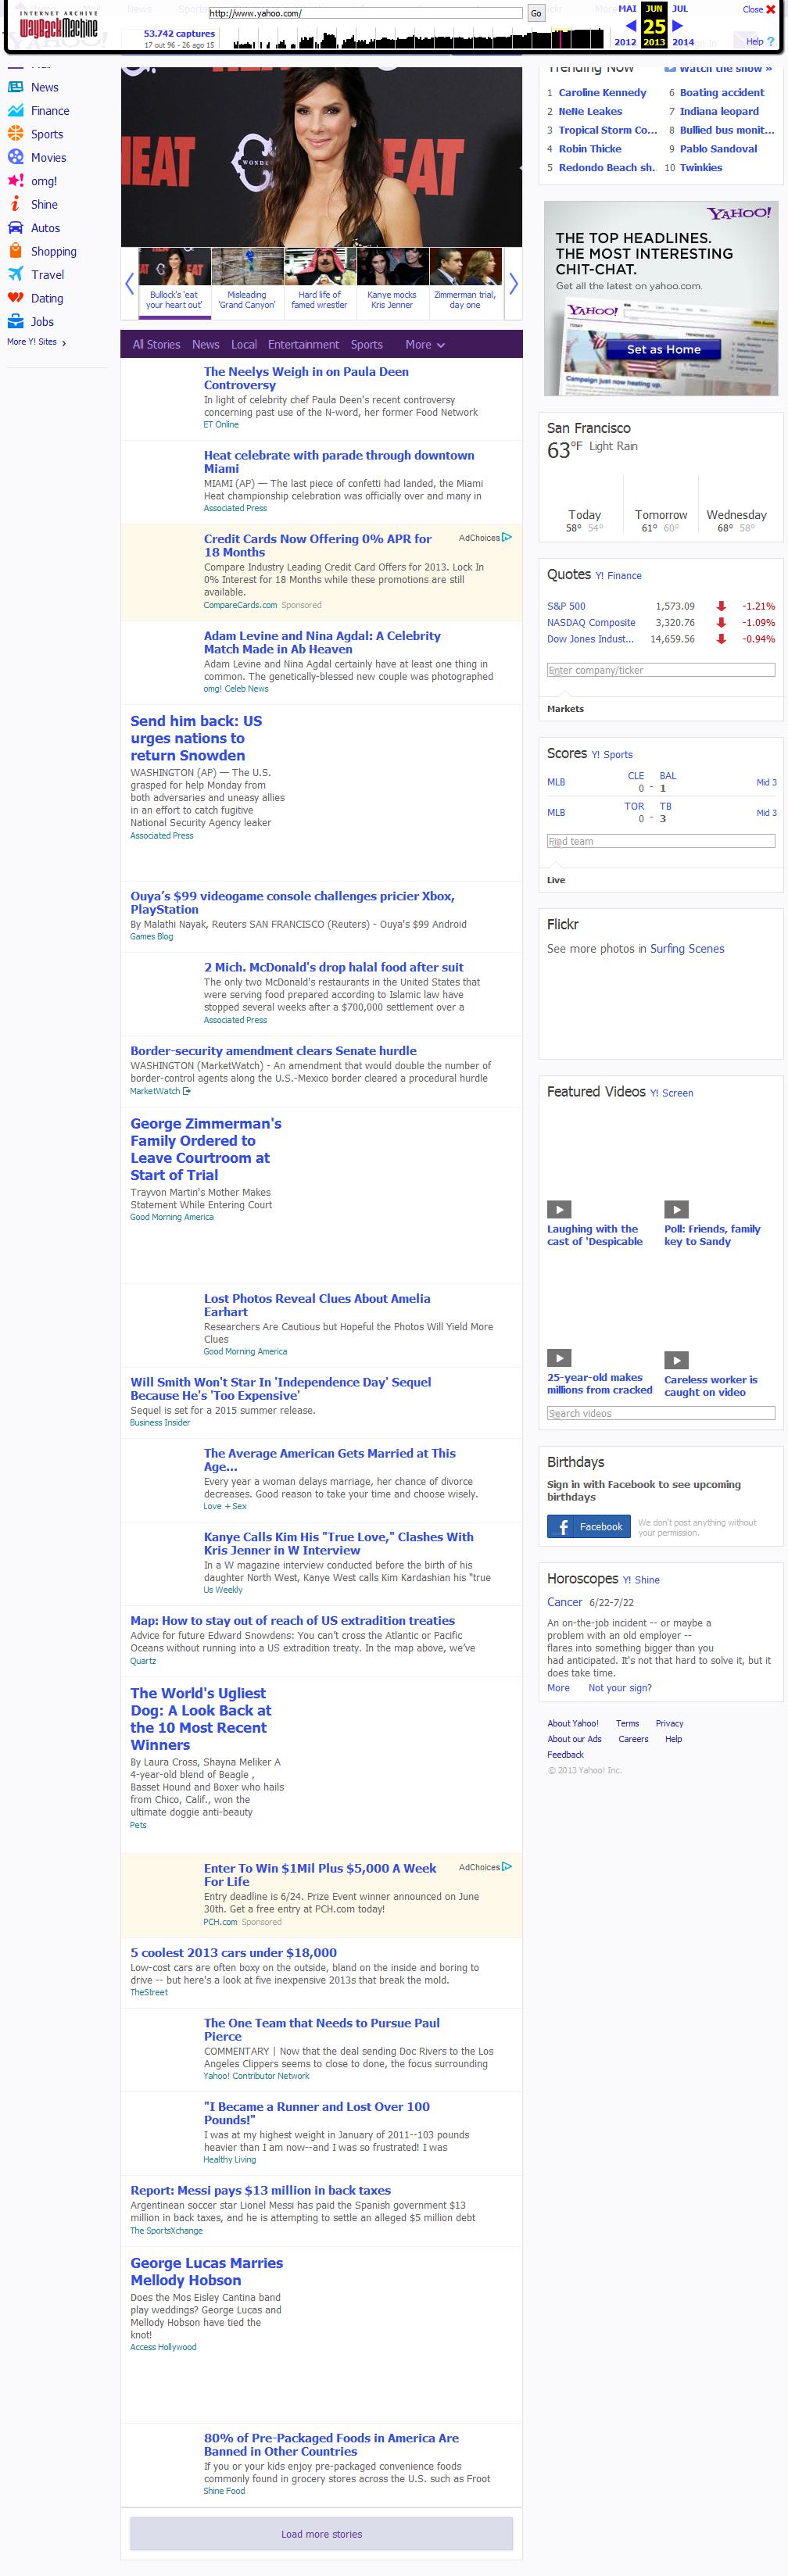 INTERNET ARCHIVE
WayBackMachine
http://www.yahoo.com/
Go
53.742 captures
17 out 96 - 26 ago 15
MAI
JUN
JUL
25
2012
2013
2014
Close
Help ?
News
Finance
Sports
Movies
omg!
Shine
Autos
Shopping
Travel
Dating
Jobs
More Y! Sites ›
HEAT
WONDE
EAT
Bullock's 'eat
your heart out'
Misleading
'Grand Canyon'
Hard life of
famed wrestler
Kanye mocks
Kris Jenner
Zimmerman trial,
day one
All Stories News Local Entertainment Sports More
The Neelys Weigh in on Paula Deen
Controversy
In light of celebrity chef Paula Deen's recent controversy
concerning past use of the N-word, her former Food Network
ET Online
Heat celebrate with parade through downtown
Miami
MIAMI (AP) — The last piece of confetti had landed, the Miami
Heat championship celebration was officially over and many in
Associated Press
Credit Cards Now Offering 0% APR for
18 Months
AdChoices
Compare Industry Leading Credit Card Offers for 2013. Lock In
0% Interest for 18 Months while these promotions are still
available.
CompareCards.com Sponsored
Adam Levine and Nina Agdal: A Celebrity
Match Made in Ab Heaven
Adam Levine and Nina Agdal certainly have at least one thing in
common. The genetically-blessed new couple was photographed
omg! Celeb News
Send him back: US
urges nations to
return Snowden
WASHINGTON (AP) — The U.S.
grasped for help Monday from
both adversaries and uneasy allies
in an effort to catch fugitive
National Security Agency leaker
Associated Press
Ouya's $99 videogame console challenges pricier Xbox,
PlayStation
By Malathi Nayak, Reuters SAN FRANCISCO (Reuters) - Ouya's $99 Android
Games Blog
2 Mich. McDonald's drop halal food after suit
The only two McDonald's restaurants in the United States that
were serving food prepared according to Islamic law have
stopped several weeks after a $700,000 settlement over a
Associated Press
Border-security amendment clears Senate hurdle
WASHINGTON (MarketWatch) - An amendment that would double the number of
border-control agents along the U.S.-Mexico border cleared a procedural hurdle
MarketWatch
George Zimmerman's
Family Ordered to
Leave Courtroom at
Start of Trial
Trayvon Martin's Mother Makes
Statement While Entering Court
Good Morning America
Lost Photos Reveal Clues About Amelia
Earhart
Researchers Are Cautious but Hopeful the Photos Will Yield More
Clues
Good Morning America
Will Smith Won't Star In 'Independence Day' Sequel
Because He's 'Too Expensive'
Sequel is set for a 2015 summer release.
Business Insider
The Average American Gets Married at This
Age...
Every year a woman delays marriage, her chance of divorce
decreases. Good reason to take your time and choose wisely.
Love + Sex
Kanye Calls Kim His "True Love," Clashes With
Kris Jenner in W Interview
In a W magazine interview conducted before the birth of his
daughter North West, Kanye West calls Kim Kardashian his "true
Us Weekly
Map: How to stay out of reach of US extradition treaties
Advice for future Edward Snowdens: You can't cross the Atlantic or Pacific
Oceans without running into a US extradition treaty. In the map above, we've
Quartz
The World's Ugliest
Dog: A Look Back at
the 10 Most Recent
Winners
By Laura Cross, Shayna Meliker A
4-year-old blend of Beagle ,
Basset Hound and Boxer who hails
from Chico, Calif., won the
ultimate doggie anti-beauty
Pets
Enter To Win $1Mil Plus $5,000 A Week
For Life
AdChoices
Entry deadline is 6/24. Prize Event winner announced on June
30th. Get a free entry at PCH.com today!
PCH.com Sponsored
5 coolest 2013 cars under $18,000
Low-cost cars are often boxy on the outside, bland on the inside and boring to
drive -- but here's a look at five inexpensive 2013s that break the mold.
TheStreet
The One Team that Needs to Pursue Paul
Pierce
COMMENTARY | Now that the deal sending Doc Rivers to the Los
Angeles Clippers seems to close to done, the focus surrounding
Yahoo! Contributor Network
"I Became a Runner and Lost Over 100
Pounds!"
I was at my highest weight in January of 2011--103 pounds
heavier than I am now--and I was so frustrated! I was
Healthy Living
Report: Messi pays $13 million in back taxes
Argentinean soccer star Lionel Messi has paid the Spanish government $13
million in back taxes, and he is attempting to settle an alleged $5 million debt
The SportsXchange
George Lucas Marries
Mellody Hobson
Does the Mos Eisley Cantina band
play weddings? George Lucas and
Mellody Hobson have tied the
knot!
Access Hollywood
80% of Pre-Packaged Foods in America Are
Banned in Other Countries
If you or your kids enjoy pre-packaged convenience foods
commonly found in grocery stores across the U.S. such as Froot
Shine Food
Load more stories
Trending Now
Watch the show »
1 Caroline Kennedy
2 NeNe Leakes
3 Tropical Storm Co...
4 Robin Thicke
5 Redondo Beach sh..
6 Boating accident
7 Indiana leopard
8 Bullied bus monit...
9 Pablo Sandoval
10 Twinkies
YAHOO!
THE TOP HEADLINES.
THE MOST INTERESTING
CHIT-CHAT.
Get all the latest on yahoo.com
YAHOO!
Set as Home
San Francisco
63°F Light Rain
Today
58° 54°
Tomorrow
61° 60°
Wednesday
68° 58°
Quotes Y! Finance
S&P 500 1,573.09 -1.21%
NASDAQ Composite 3,320.76 -1.09%
Dow Jones Indust... 14,659.56 -0.94%
Enter company/ticker
Markets
Scores Y! Sports
MLB CLE 0 - BAL 1 Mid 3
MLB TOR 0 - TB 3 Mid 3
Find team
Live
Flickr
See more photos in Surfing Scenes
Featured Videos Y! Screen
Laughing with the
cast of 'Despicable
Poll: Friends, family
key to Sandy
25-year-old makes
millions from cracked
Careless worker is
caught on video
Search videos
Birthdays
Sign in with Facebook to see upcoming
birthdays
Facebook
We don't post anything without
your permission.
Horoscopes Y! Shine
Cancer 6/22-7/22
An on-the-job incident -- or maybe a
problem with an old employer --
flares into something bigger than you
had anticipated. It's not that hard to solve it, but it
does take time.
More Not your sign?
About Yahoo! Terms Privacy
About our Ads Careers Help
Feedback
© 2013 Yahoo! Inc.